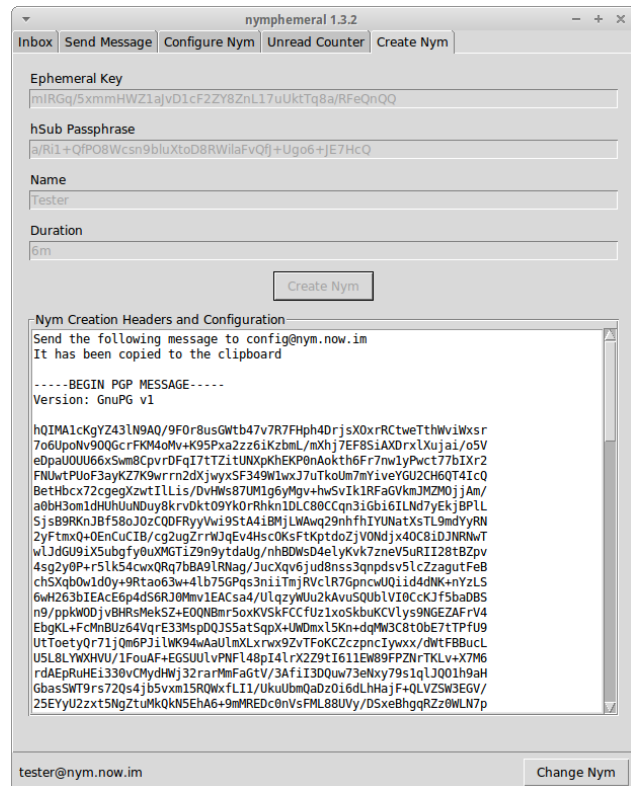 nymphemeral 1.3.2
Inbox Send Message Configure Nym Unread Counter Create Nym
Ephemeral Key
mIRGq/5xmmHWZ1aJvD1cF2ZY8ZnL17uUktTq8a/RFeQnQQ
hSub Passphrase
a/Ri1+QfPO8Wcsn9bluXtoD8RWilaFvQfJ+Ugo6+JE7HcQ
Name
Tester
Duration
6m
Create Nym
Nym Creation Headers and Configuration
Send the following message to config@nym.now.im
It has been copied to the clipboard
-----BEGIN PGP MESSAGE-----
Version: GnuPG v1
hQIMA1cKgYZ43lN9AQ/9FOr8usGWtb47v7R7FHph4DrjsXOxrRCtweTthWviWxsr
7o6UpoNv9OQGcrFKM4oMv+K95Pxa2zz6iKzbmL/mXhj7EF8SiAXDrxlXujai/o5V
eDpaUOUU66xSwm8CpvrDFqI7tTZitUNXpKhEKP0nAokth6Fr7nw1yPwct77bIXr2
FNUwtPUoF3ayKZ7K9wrrn2dXjwyxSF349W1wxJ7uTkoUm7mYiveYGU2CH6QT4IcQ
BetHbcx72cgegXzwtIlLis/DvHWs87UM1g6yMgv+hwSvIk1RFaGVkmJMZMOjjAm/
a0bH3om1dHUhUuNDuy8krvDktO9YkOrRhkn1DLC80CCqn3iGibi6ILNd7yEkjBPlL
SjsB9RKnJBf58oJOzCQDFRyyVwi9StA4iBMjLWAwq29nhfhIYUNatXsTL9mdYyRN
2yFtmxQ+OEnCuCIB/cg2ugZrrWJqEv4HscOKsFtKptdoZjVONdjx4OC8iDJNRNwT
wlJdGU9iX5ubgfy0uXMGTiZ9n9ytdaUg/nhBDWsD4elyKvk7zneV5uRII28tBZpv
4sg2y0P+r5lk54cwxQRq7bBA9lRNag/JucXqv6jud8nss3qnpdsv5lcZzagutFeB
chSXqbOw1dOy+9Rtao63w+4lb75GPqs3niiTmjRVclR7GpncwUQiid4dNK+nYzLS
6wH263bIEAcE6p4dS6RJ0Mmv1EACsa4/UlqzyWUu2kAvuSQUblVI0CcKJf5baDBS
n9/ppkWODjvBHRsMekSZ+EOQNBmr5oxKVSkFCCfUz1xoSkbuKCVlys9NGEZAFrV4
EbgKL+FcMnBUz64VqrE33MspDQJS5atSqpX+UWDmxl5Kn+dqMW3C8tObE7tTPfU9
UtToetyQr71jQm6PJilWK94wAaUlmXLxrwx9ZvTFoKCZczpncIywxx/dWtFBBucL
U5L8LYWXHVU/1FouAF+EGSUUlvPNFl48pI4lrX2Z9tI611EW89FPZNrTKLv+X7M6
rdAEpRuHEi330vCMydHWj32rarMmFaGtV/3AfiI3DQuw73eNxy79s1qlJQO1h9aH
GbasSWT9rs72Qs4jb5vxm15RQWxfLI1/UkuUbmQaDzOi6dLhHajF+QLVZSW3EGV/
25EYyU2zxt5NgZtuMkQkN5EhA6+9mMREDc0nVsFML88UVy/DSxeBhgqRZz0WLN7p
tester@nym.now.im
Change Nym